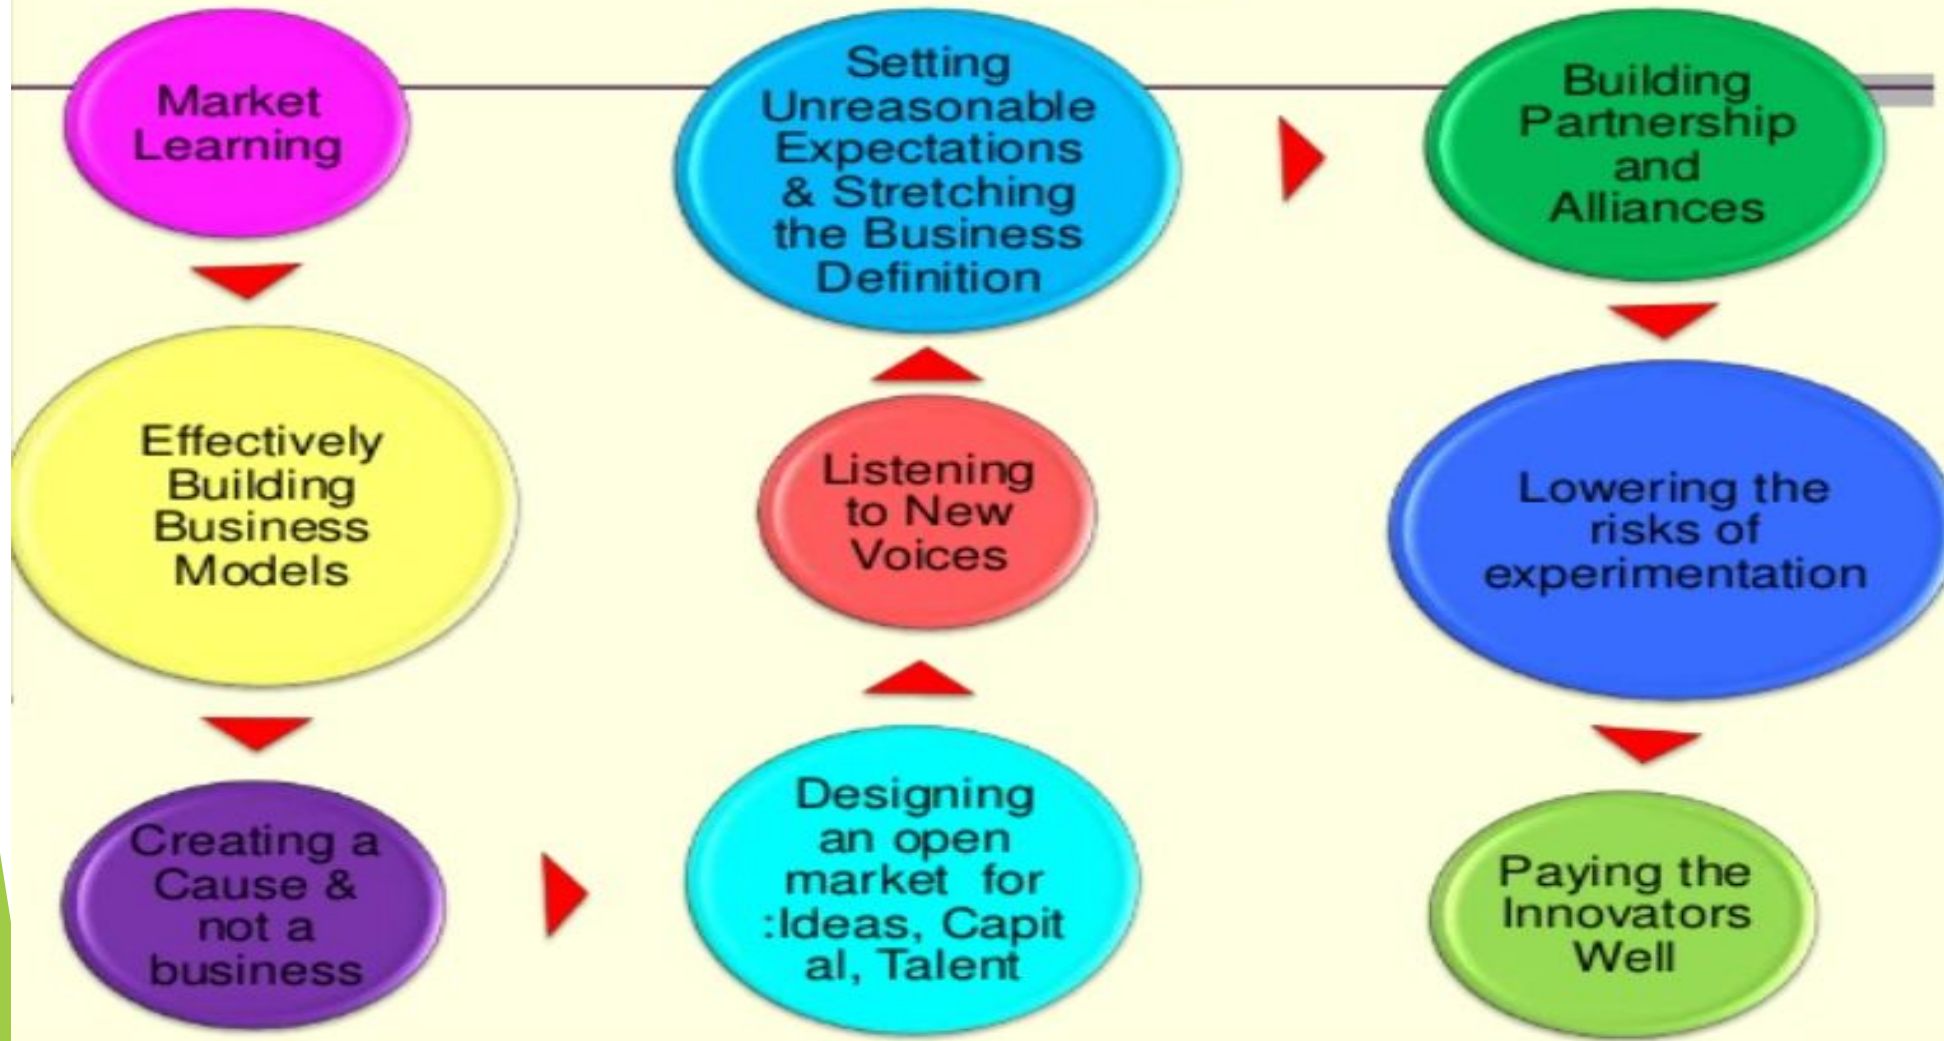 Market
Learning
Effectively
Building
Business
Models
Creating a
Cause &
not a
business
Designing
an open
market for
:Ideas, Capit
al, Talent
Listening
to New
Voices
Setting
Unreasonable
Expectations
& Stretching
the Business
Definition
Building
Partnership
and
Alliances
Lowering the
risks of
experimentation
Paying the
Innovators
Well